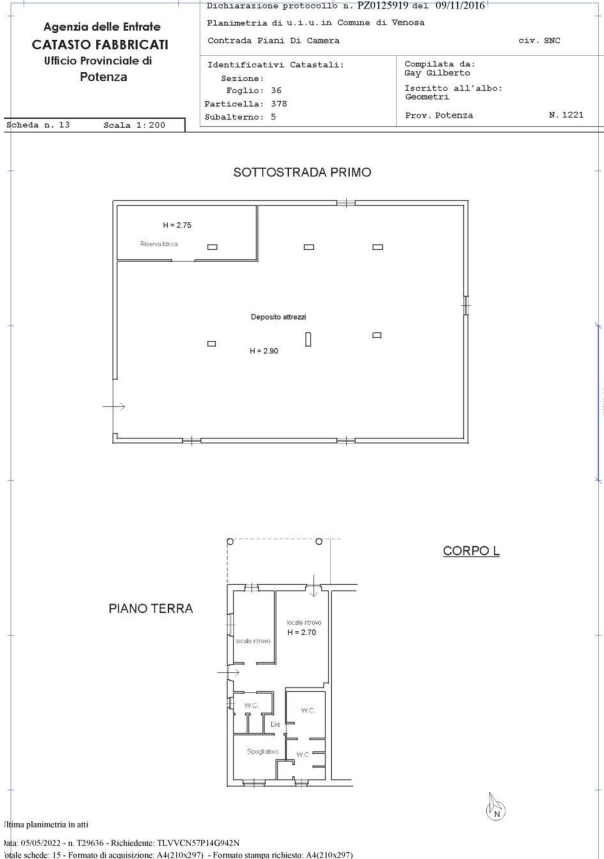 Agenzia delle Entrate
CATASTO FABBRICATI
Ufficio Provinciale di
Potenza
Scheda n. 13 Scala 1:200
Dichiarazione protocollo n. PZ0125919 del 09/11/2016
Planimetria di u.i.u. in Comune di Venosa
Contrada Piani Di Camera civ. SNC
Identificativi Catastali:
Sezione:
Foglio: 36
Particella: 378
Subalterno: 5
Compilata da:
Gay Gilberto
Iscritto all'albo:
Geometri
Prov. Potenza N. 1221
SOTTOSTRADA PRIMO
H = 2.75
Riserva Idrica
Deposito attrezzi
H = 2.90
CORPO L
PIANO TERRA
locale ritrovo
H = 2.70
locale ritrovo
W.C.
W.C.
Dis
Spogliatoio
W.C.
N
Ultima planimetria in atti
Data: 05/05/2022 - n. T29636 - Richiedente: TLVVCN57P14G942N
Totale schede: 15 - Formato di acquisizione: A4(210x297) - Formato stampa richiesto: A4(210x297)